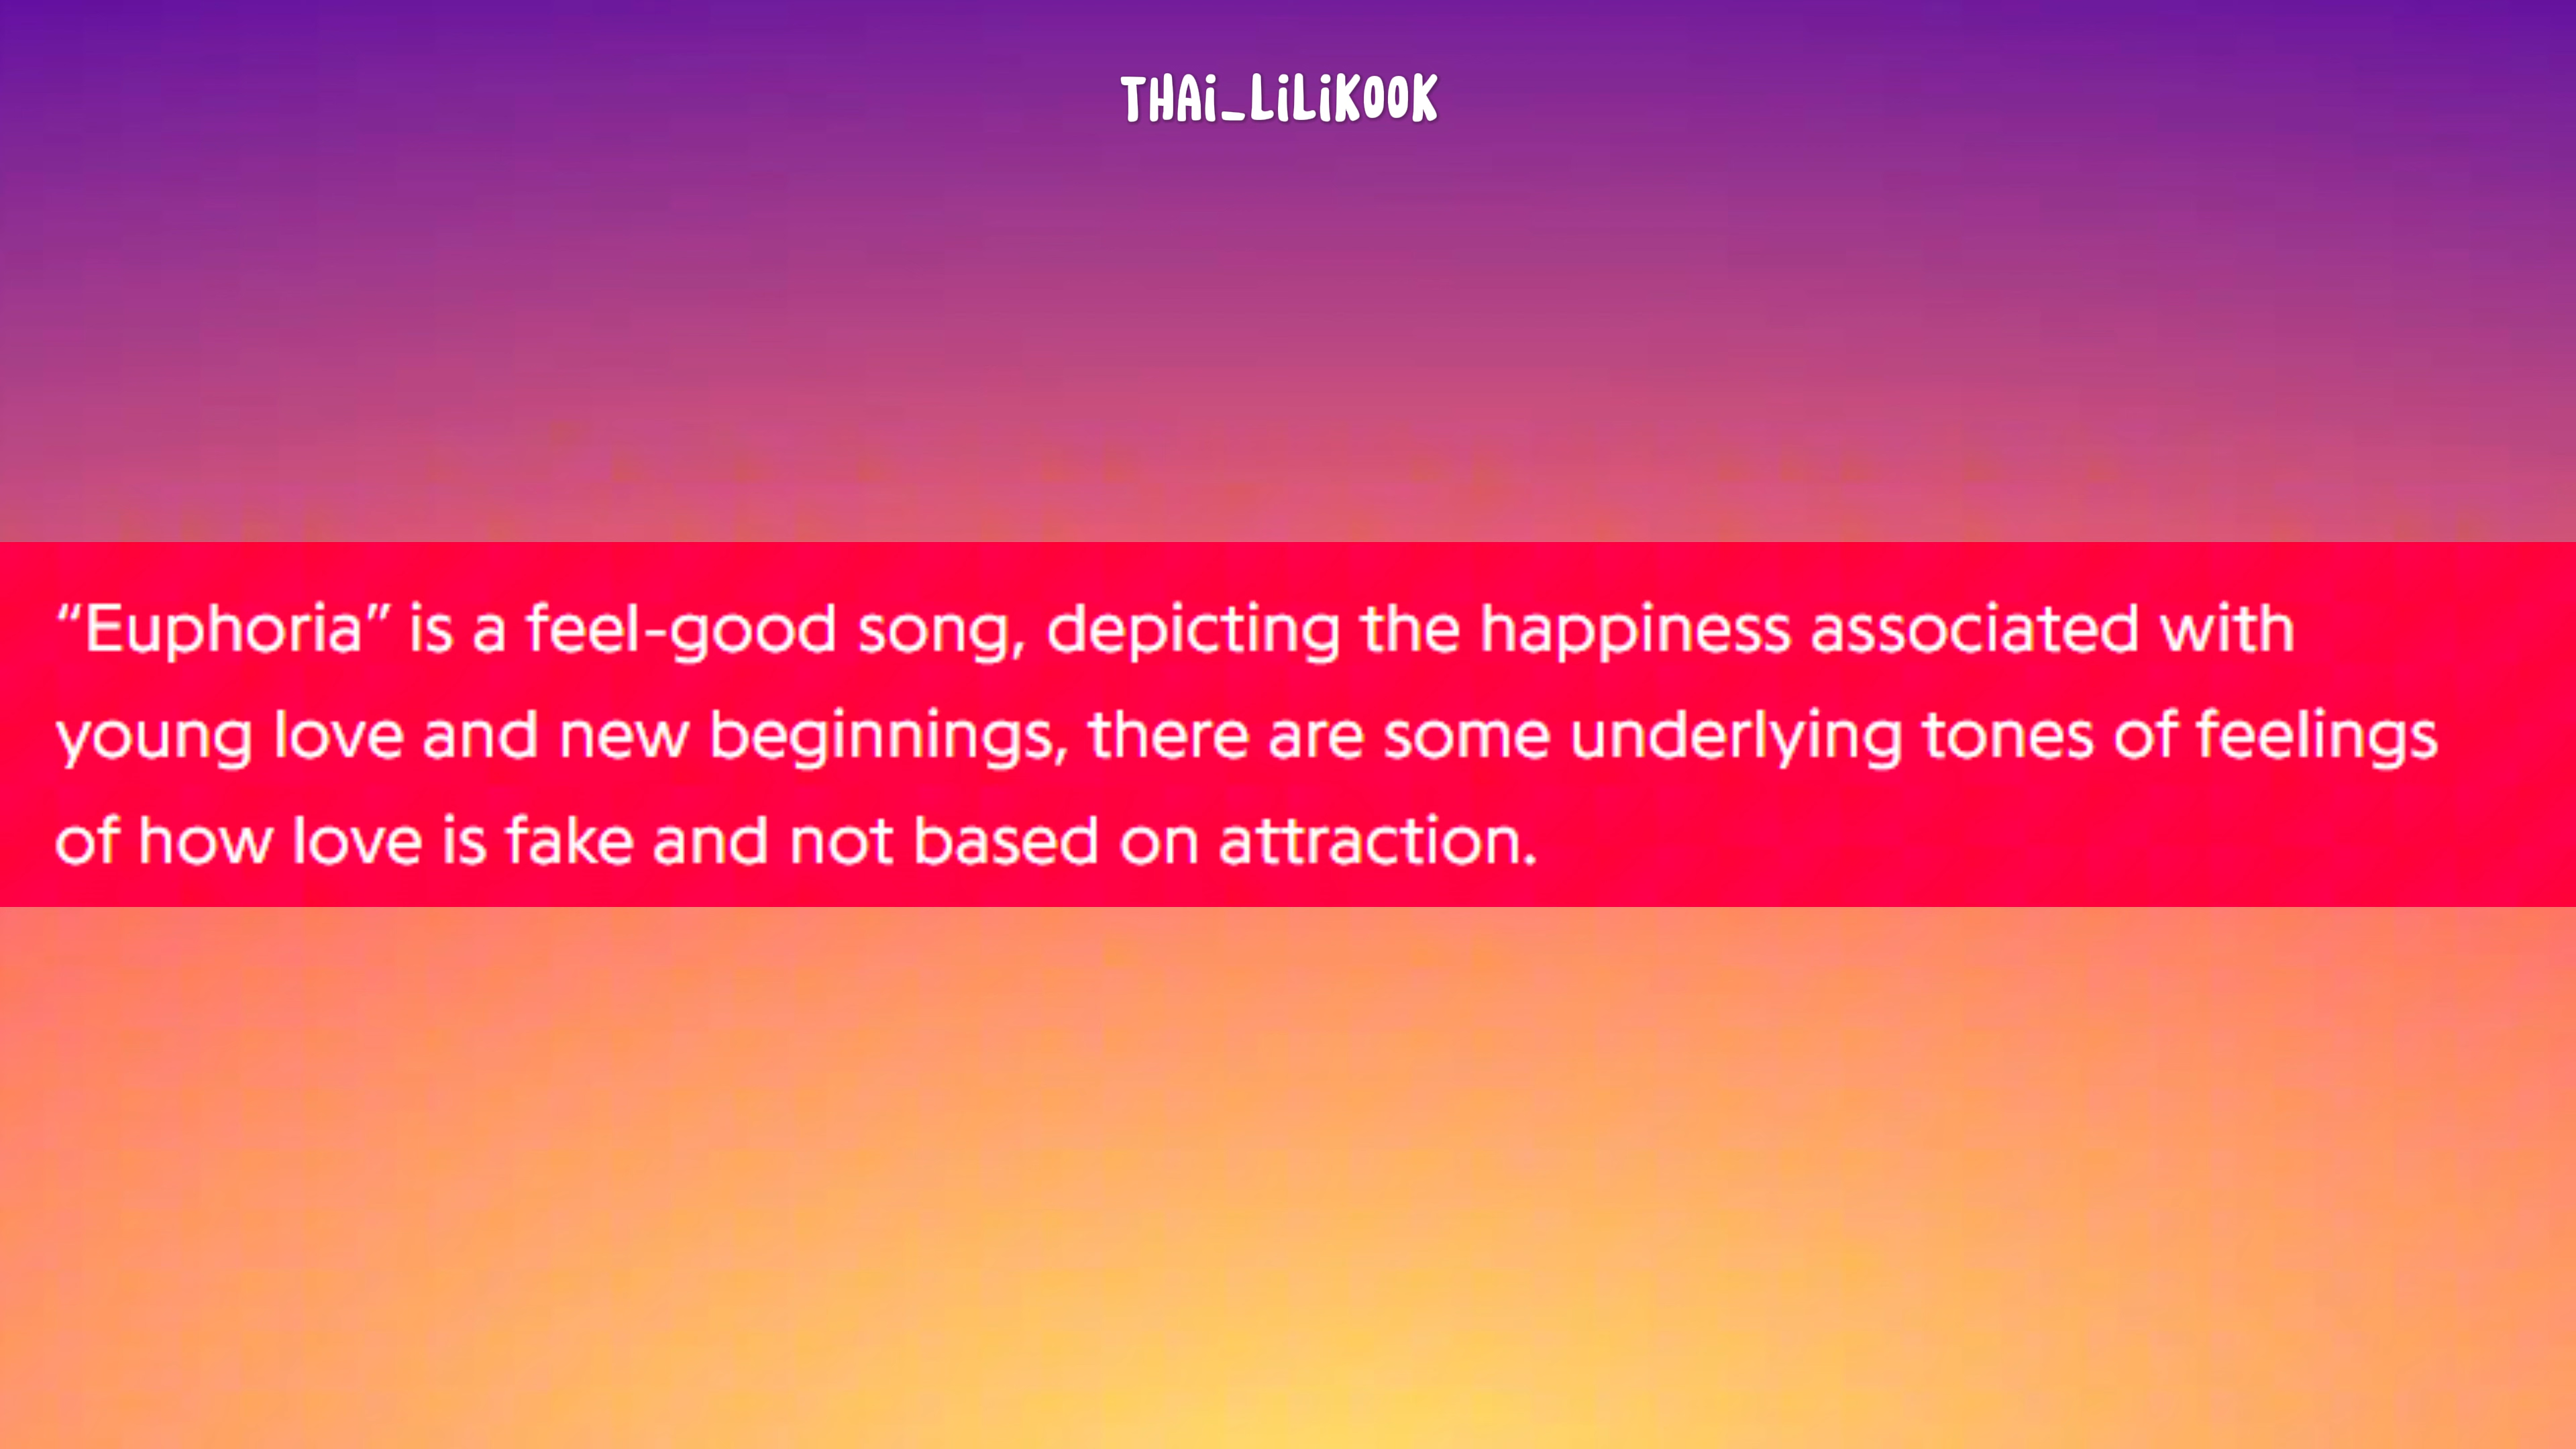 THAi_LiLiKOOK
“Euphoria” is a feel-good song, depicting the happiness associated with
young love and new beginnings, there are some underlying tones of feelings
of how love is fake and not based on attraction.